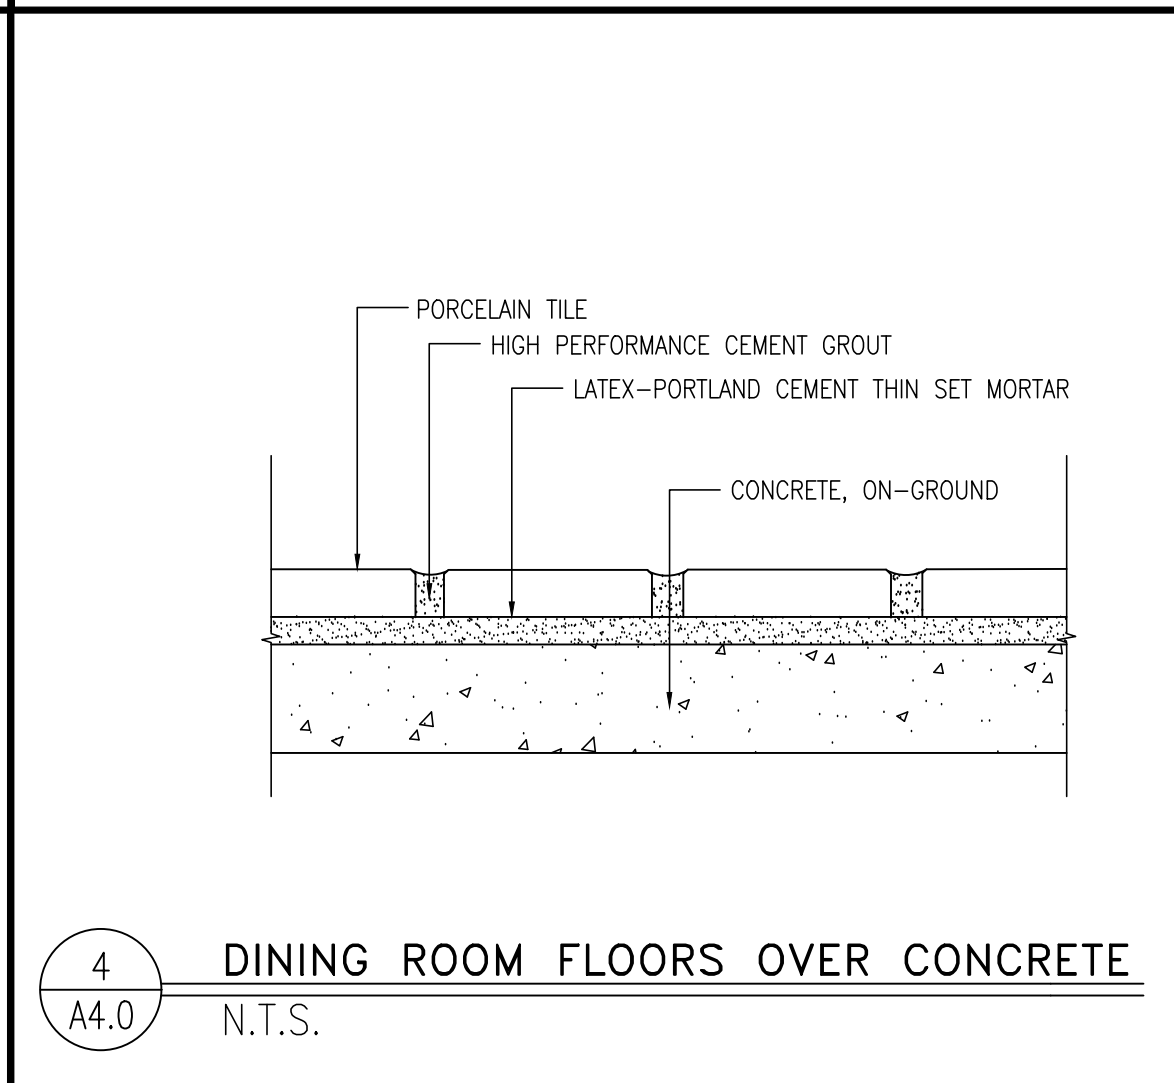 PORCELAIN TILE
HIGH PERFORMANCE CEMENT GROUT
LATEX-PORTLAND CEMENT THIN SET MORTAR
CONCRETE, ON-GROUND
4
A4.0
DINING ROOM FLOORS OVER CONCRETE
N.T.S.